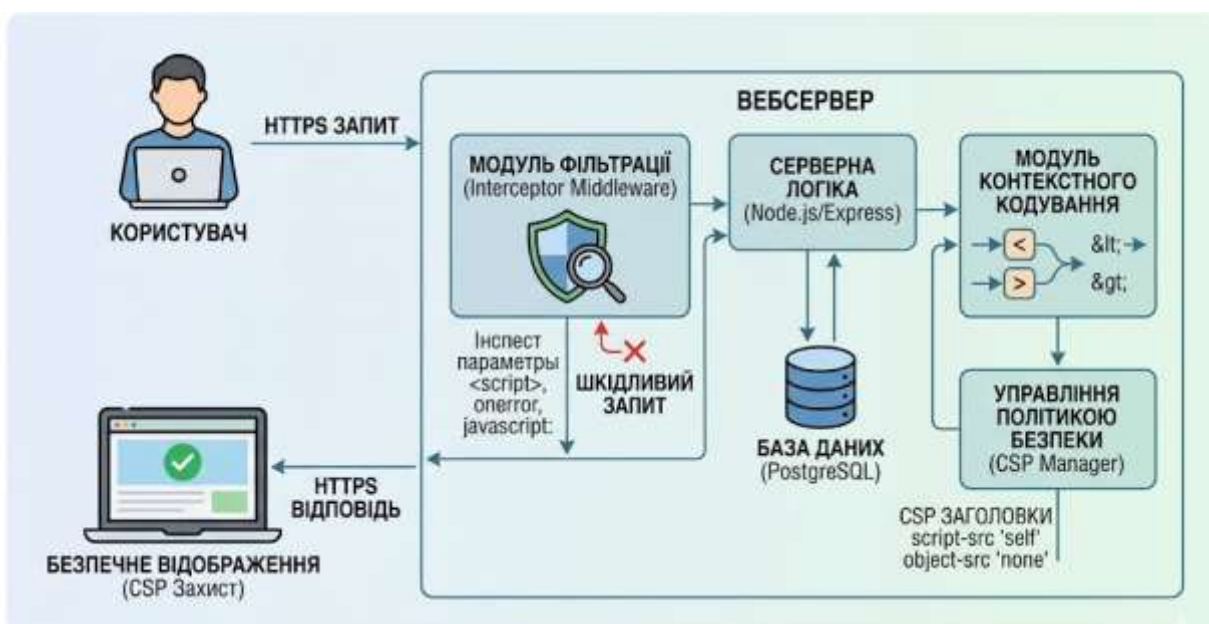 ВЕБСЕРВЕР
HTTPS ЗАПИТ
КОРИСТУВАЧ
МОДУЛЬ ФІЛЬТРАЦІЇ
(Interceptor Middleware)
СЕРВЕРНА
ЛОГІКА
(Node.js/Express)
МОДУЛЬ
КОНТЕКСТНОГО
КОДУВАННЯ
< &lt;
> &gt;
Інспест
параметры
<script>,
onerror,
javascript:
ШКІДЛИВИЙ
ЗАПИТ
БАЗА ДАНИХ
(PostgreSQL)
УПРАВЛІННЯ
ПОЛІТИКОЮ
БЕЗПЕКИ
(CSP Manager)
CSP ЗАГОЛОВКИ
script-src 'self'
object-src 'none'
HTTPS
ВІДПОВІДЬ
БЕЗПЕЧНЕ ВІДОБРАЖЕННЯ
(CSP Захист)